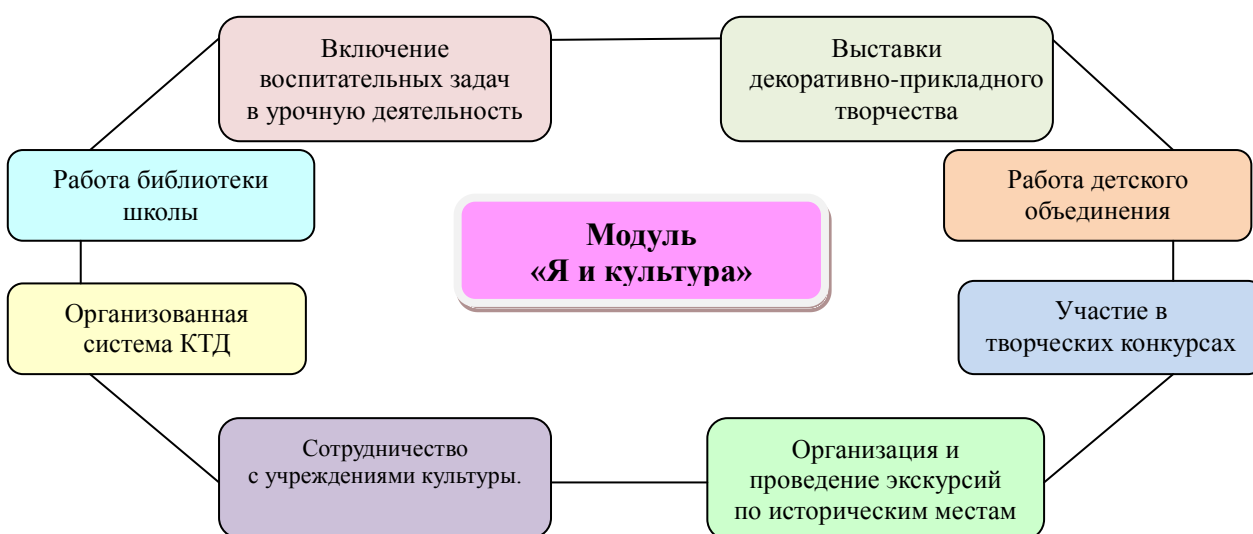 Включение
воспитательных задач
в урочную деятельность
Выставки
декоративно-прикладного
творчества
Работа библиотеки
школы
Работа детского
объединения
Модуль
«Я и культура»
Организованная
система КТД
Участие в
творческих конкурсах
Сотрудничество
с учреждениями культуры.
Организация и
проведение экскурсий
по историческим местам